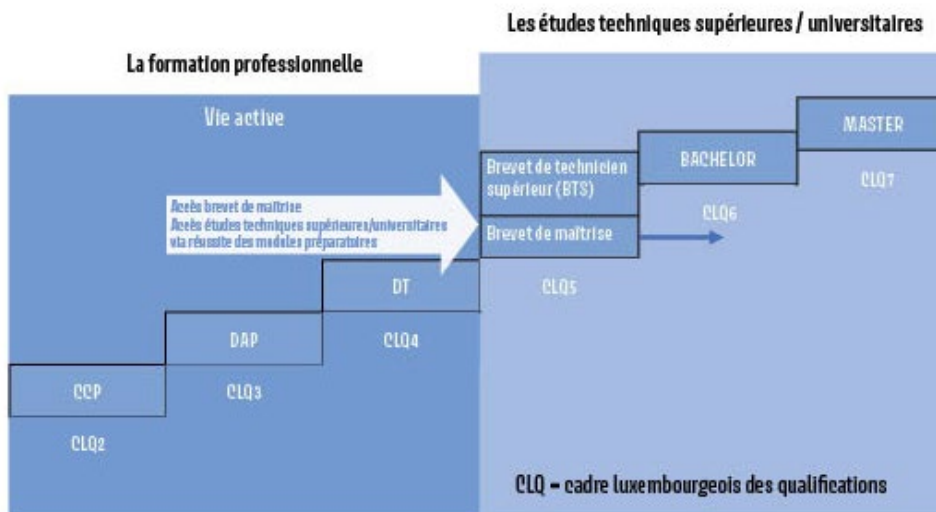 Les études techniques supérieures / universitaires
La formation professionnelle
Vie active
MASTER
BACHELOR
Brevet de technicien
supérieur (BTS)
CLQ7
Accès brevet de maîtrise
Accès études techniques supérieures/universitaires
via réussite des modules préparatoires
CLQ6
Brevet de maîtrise
DT
CLQ5
DAP
CLQ4
CCP
CLQ3
CLQ2
CLQ = cadre luxembourgeois des qualifications